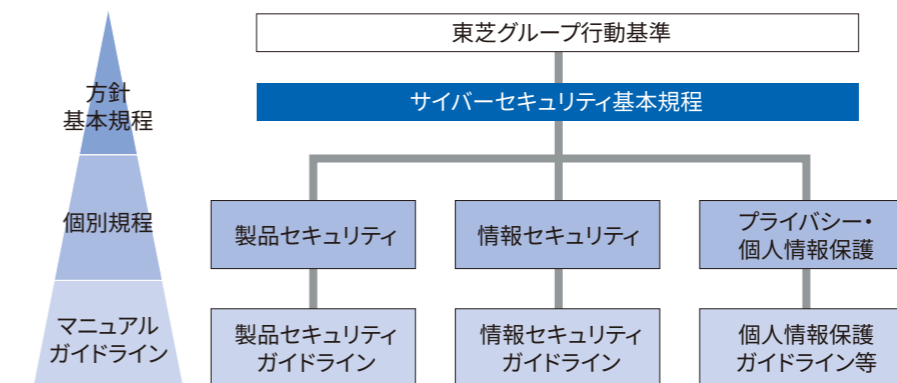 東芝グループ行動基準
方針
基本規程
サイバーセキュリティ基本規程
個別規程
製品セキュリティ
情報セキュリティ
プライバシー・
個人情報保護
マニュアル
ガイドライン
製品セキュリティ
ガイドライン
情報セキュリティ
ガイドライン
個人情報保護
ガイドライン等